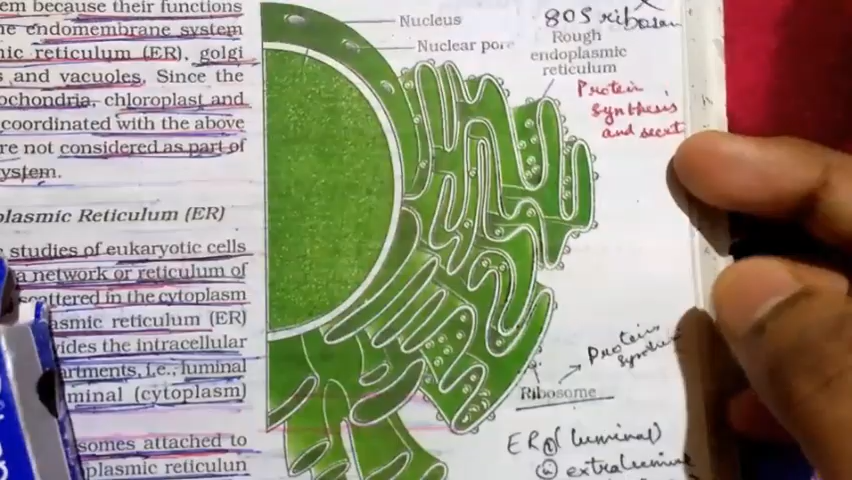 em because their functions
e endomembrane system
mic reticulum (ER), golgi
s and vacuoles. Since the
ochondria, chloroplast and
coordinated with the above
re not considered as part of
ystem.
plasmic Reticulum (ER)
studies of eukaryotic cells
a network or reticulum of
scattered in the cytoplasm
asmic reticulum (ER)
vides the intracellular
artments, i.e., luminal
minal (cytoplasm)
somes attached to
plasmic reticulun
Nucleus
Nuclear pore
80S ribosom
Rough
endoplasmic
reticulum
Protein
Synthesis
and secret
Protein
Synthesi
Ribosome
ER (luminal)
extralumina